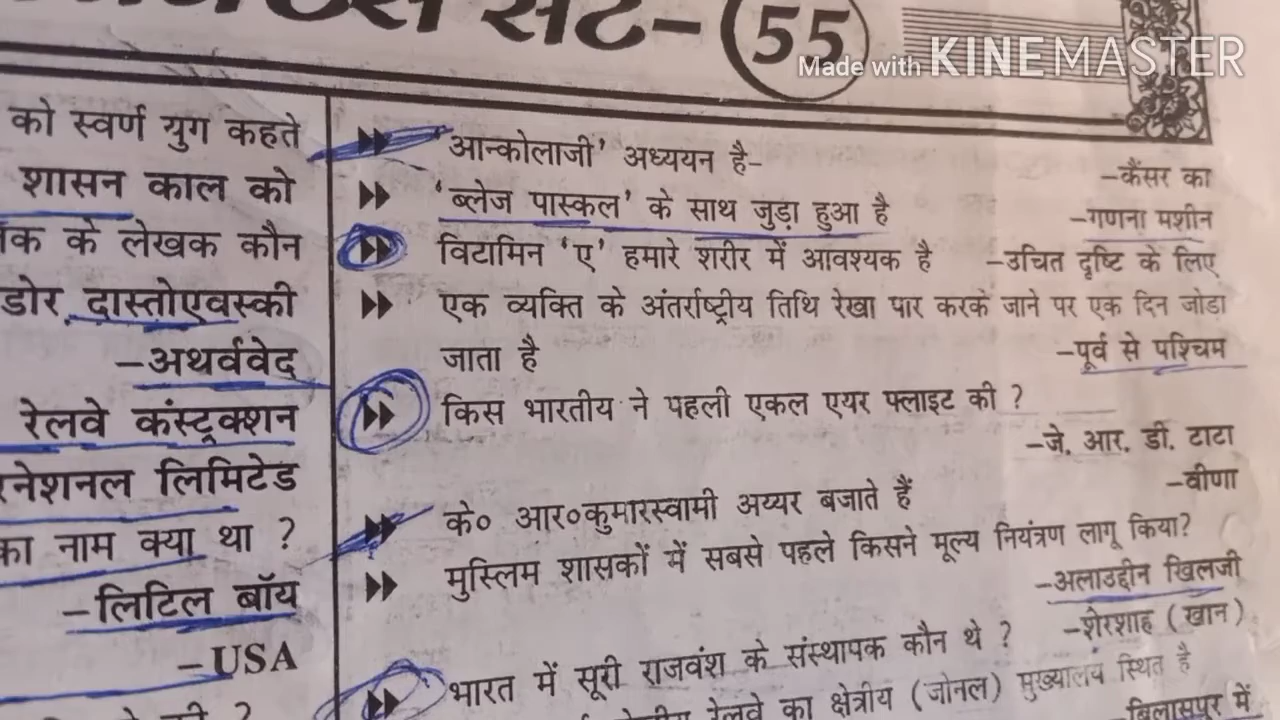 सेट- 55
Made with KINEMASTER
को स्वर्ण युग कहते
शासन काल को
के लेखक कौन
डोर दास्तोएवस्की
-अथर्ववेद
रेलवे कंस्ट्रक्शन
रनेशनल लिमिटेड
का नाम क्या था ?
-लिटिल बॉय
-USA
'आन्कोलाजी' अध्ययन है-
-कैंसर का
'ब्लेज पास्कल' के साथ जुड़ा हुआ है
-गणना मशीन
विटामिन 'ए' हमारे शरीर में आवश्यक है -उचित दृष्टि के लिए
एक व्यक्ति के अंतर्राष्ट्रीय तिथि रेखा पार करके जाने पर एक दिन जोड़ा
जाता है -पूर्व से पश्चिम
किस भारतीय ने पहली एकल एयर फ्लाइट की ?
-जे. आर. डी. टाटा
के० आर०कुमारस्वामी अय्यर बजाते हैं -वीणा
मुस्लिम शासकों में सबसे पहले किसने मूल्य नियंत्रण लागू किया?
-अलाउद्दीन खिलजी
भारत में सूरी राजवंश के संस्थापक कौन थे ? -शेरशाह (खान)
रेलवे का क्षेत्रीय (जोनल) मुख्यालय स्थित है
बिलासपुर में